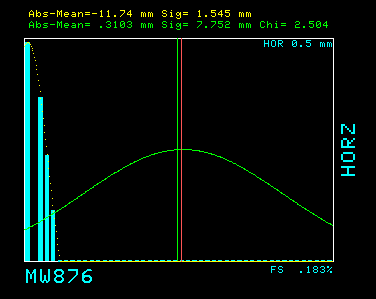 Abs-Mean=-11.74 mm Sig= 1.545 mm
Abs-Mean= .3103 mm Sig= 7.752 mm Chi= 2.504
HOR 0.5 mm
HORZ
MW876
FS .183%